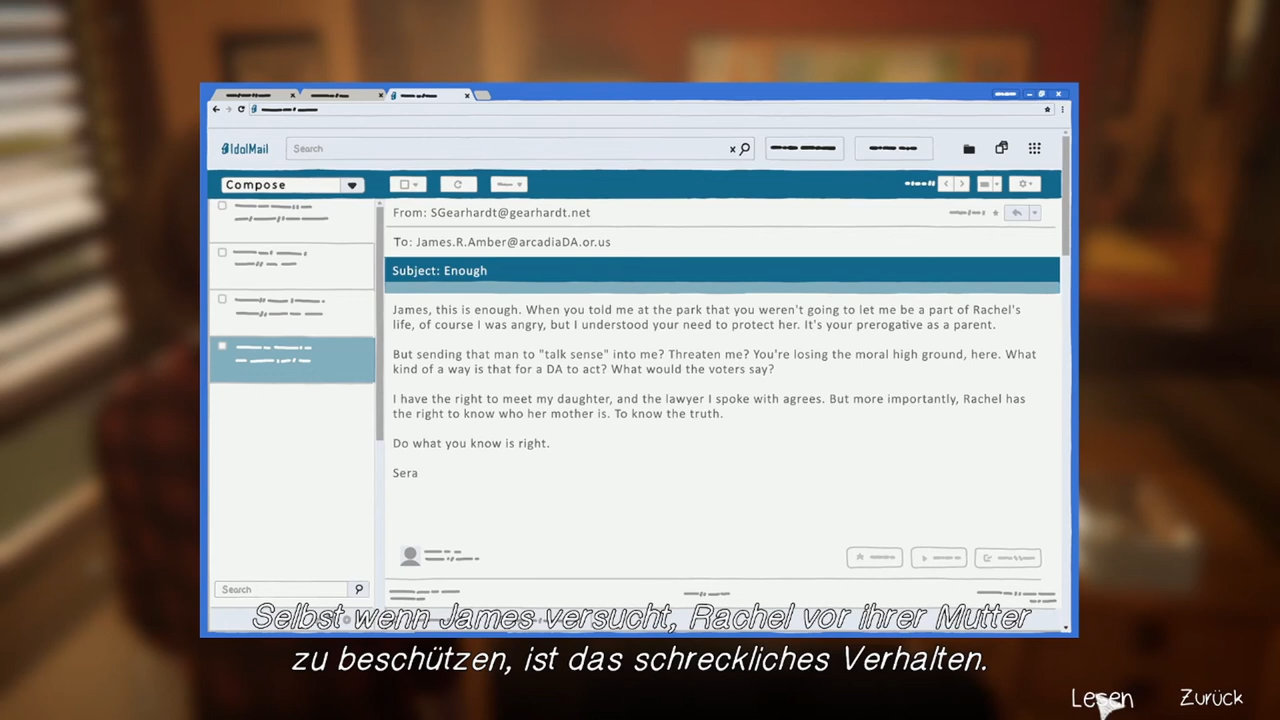 IdolMail
Search
x
Compose
From: SGearhardt@gearhardt.net
To: James.R.Amber@arcadiaDA.or.us
Subject: Enough
James, this is enough. When you told me at the park that you weren't going to let me be a part of Rachel's
life, of course I was angry, but I understood your need to protect her. It's your prerogative as a parent.
But sending that man to "talk sense" into me? Threaten me? You're losing the moral high ground, here. What
kind of a way is that for a DA to act? What would the voters say?
I have the right to meet my daughter, and the lawyer I spoke with agrees. But more importantly, Rachel has
the right to know who her mother is. To know the truth.
Do what you know is right.
Sera
Search
Selbst wenn James versucht, Rachel vor ihrer Mutter
zu beschützen, ist das schreckliches Verhalten.
Lesen Zurück